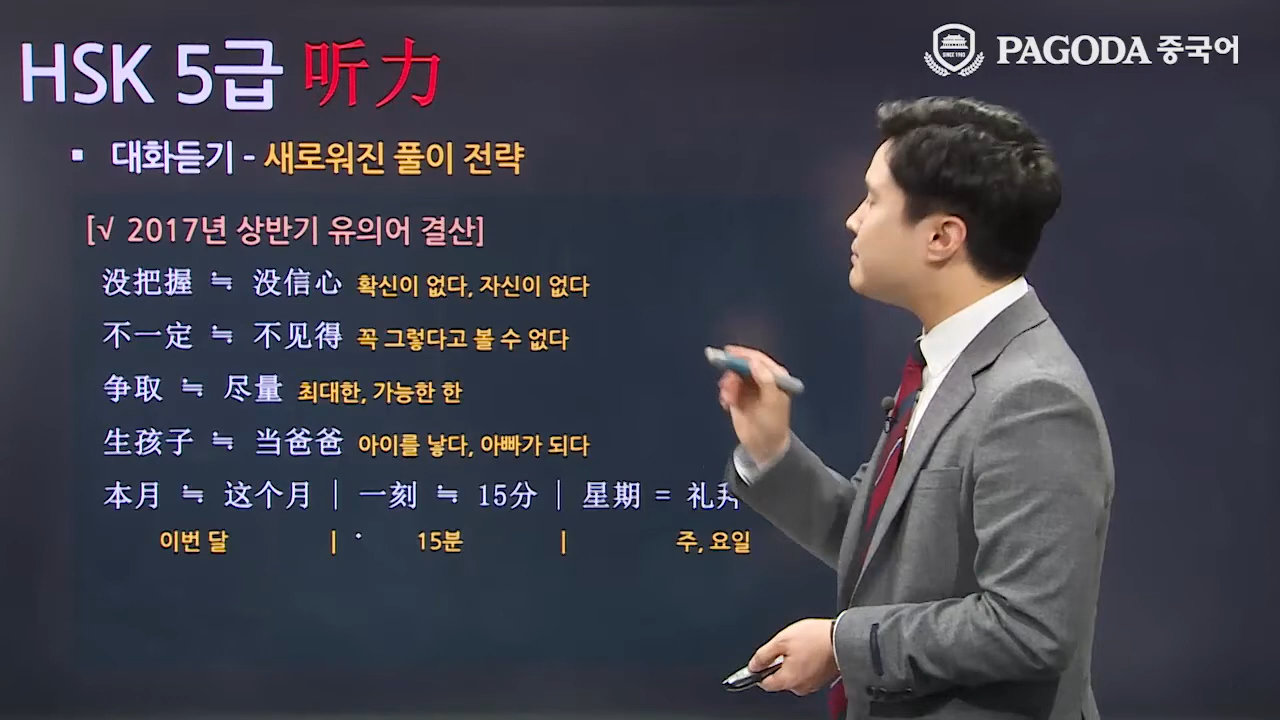 HSK 5급 听力
PAGODA 중국어
SINCE 1983
▪ 대화듣기 - 새로워진 풀이 전략
[√ 2017년 상반기 유의어 결산]
没把握 ≒ 没信心 확신이 없다, 자신이 없다
不一定 ≒ 不见得 꼭 그렇다고 볼 수 없다
争取 ≒ 尽量 최대한, 가능한 한
生孩子 ≒ 当爸爸 아이를 낳다, 아빠가 되다
本月 ≒ 这个月 | 一刻 ≒ 15分 | 星期 = 礼拜
이번 달 | 15분 | 주, 요일